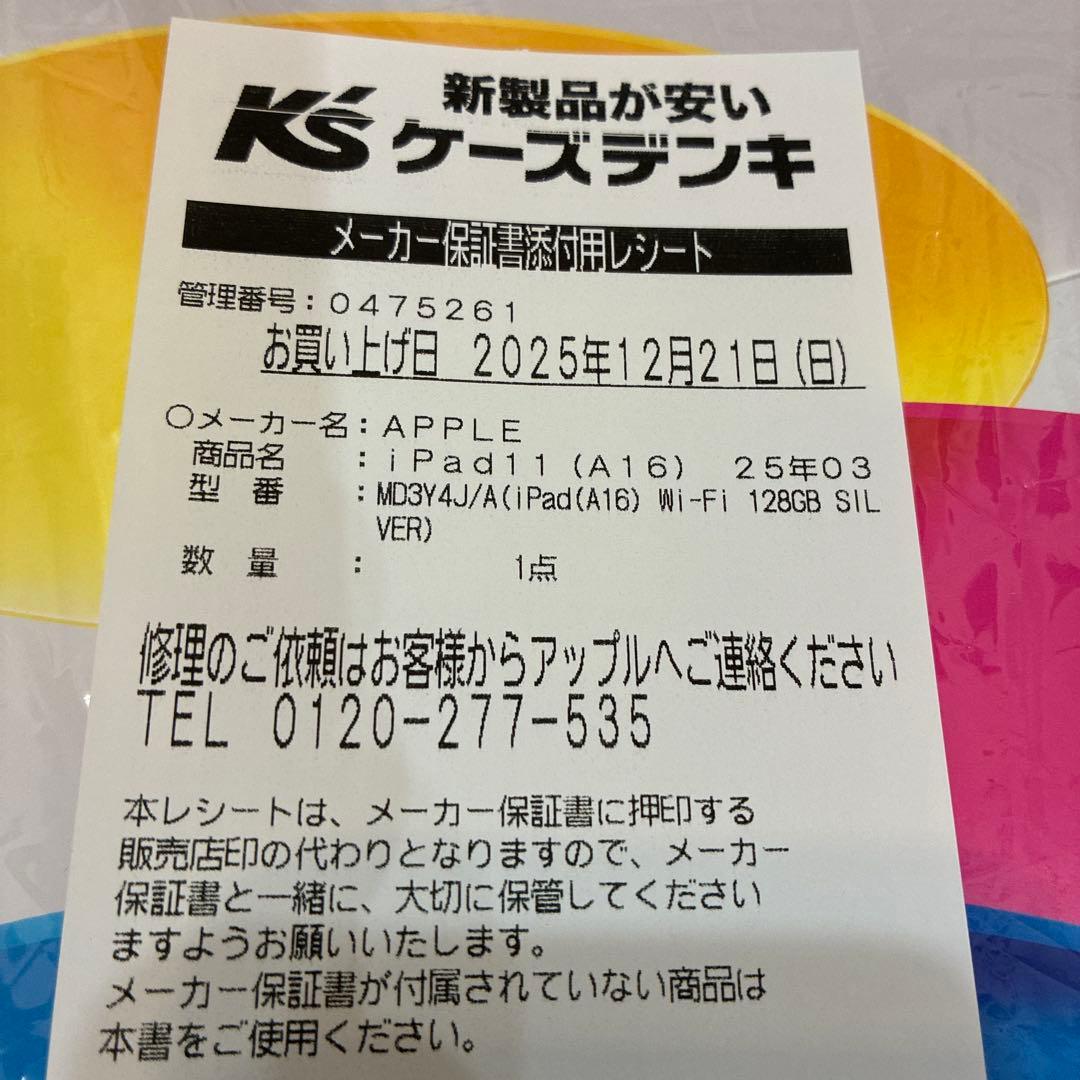 新製品が安い
K's ケーズデンキ
メーカー保証書添付用レシート
管理番号：0475261
お買い上げ日 2025年12月21日(日)
○メーカー名：APPLE
商品名 ：iPad11(A16) 25年03
型番 ：MD3Y4J/A(iPad(A16) Wi-Fi 128GB SIL
VER)
数量 ： 1点
修理のご依頼はお客様からアップルへご連絡ください
TEL 0120-277-535
本レシートは、メーカー保証書に押印する
販売店印の代わりとなりますので、メーカー
保証書と一緒に、大切に保管してください
ますようお願いいたします。
メーカー保証書が付属されていない商品は
本書をご使用ください。